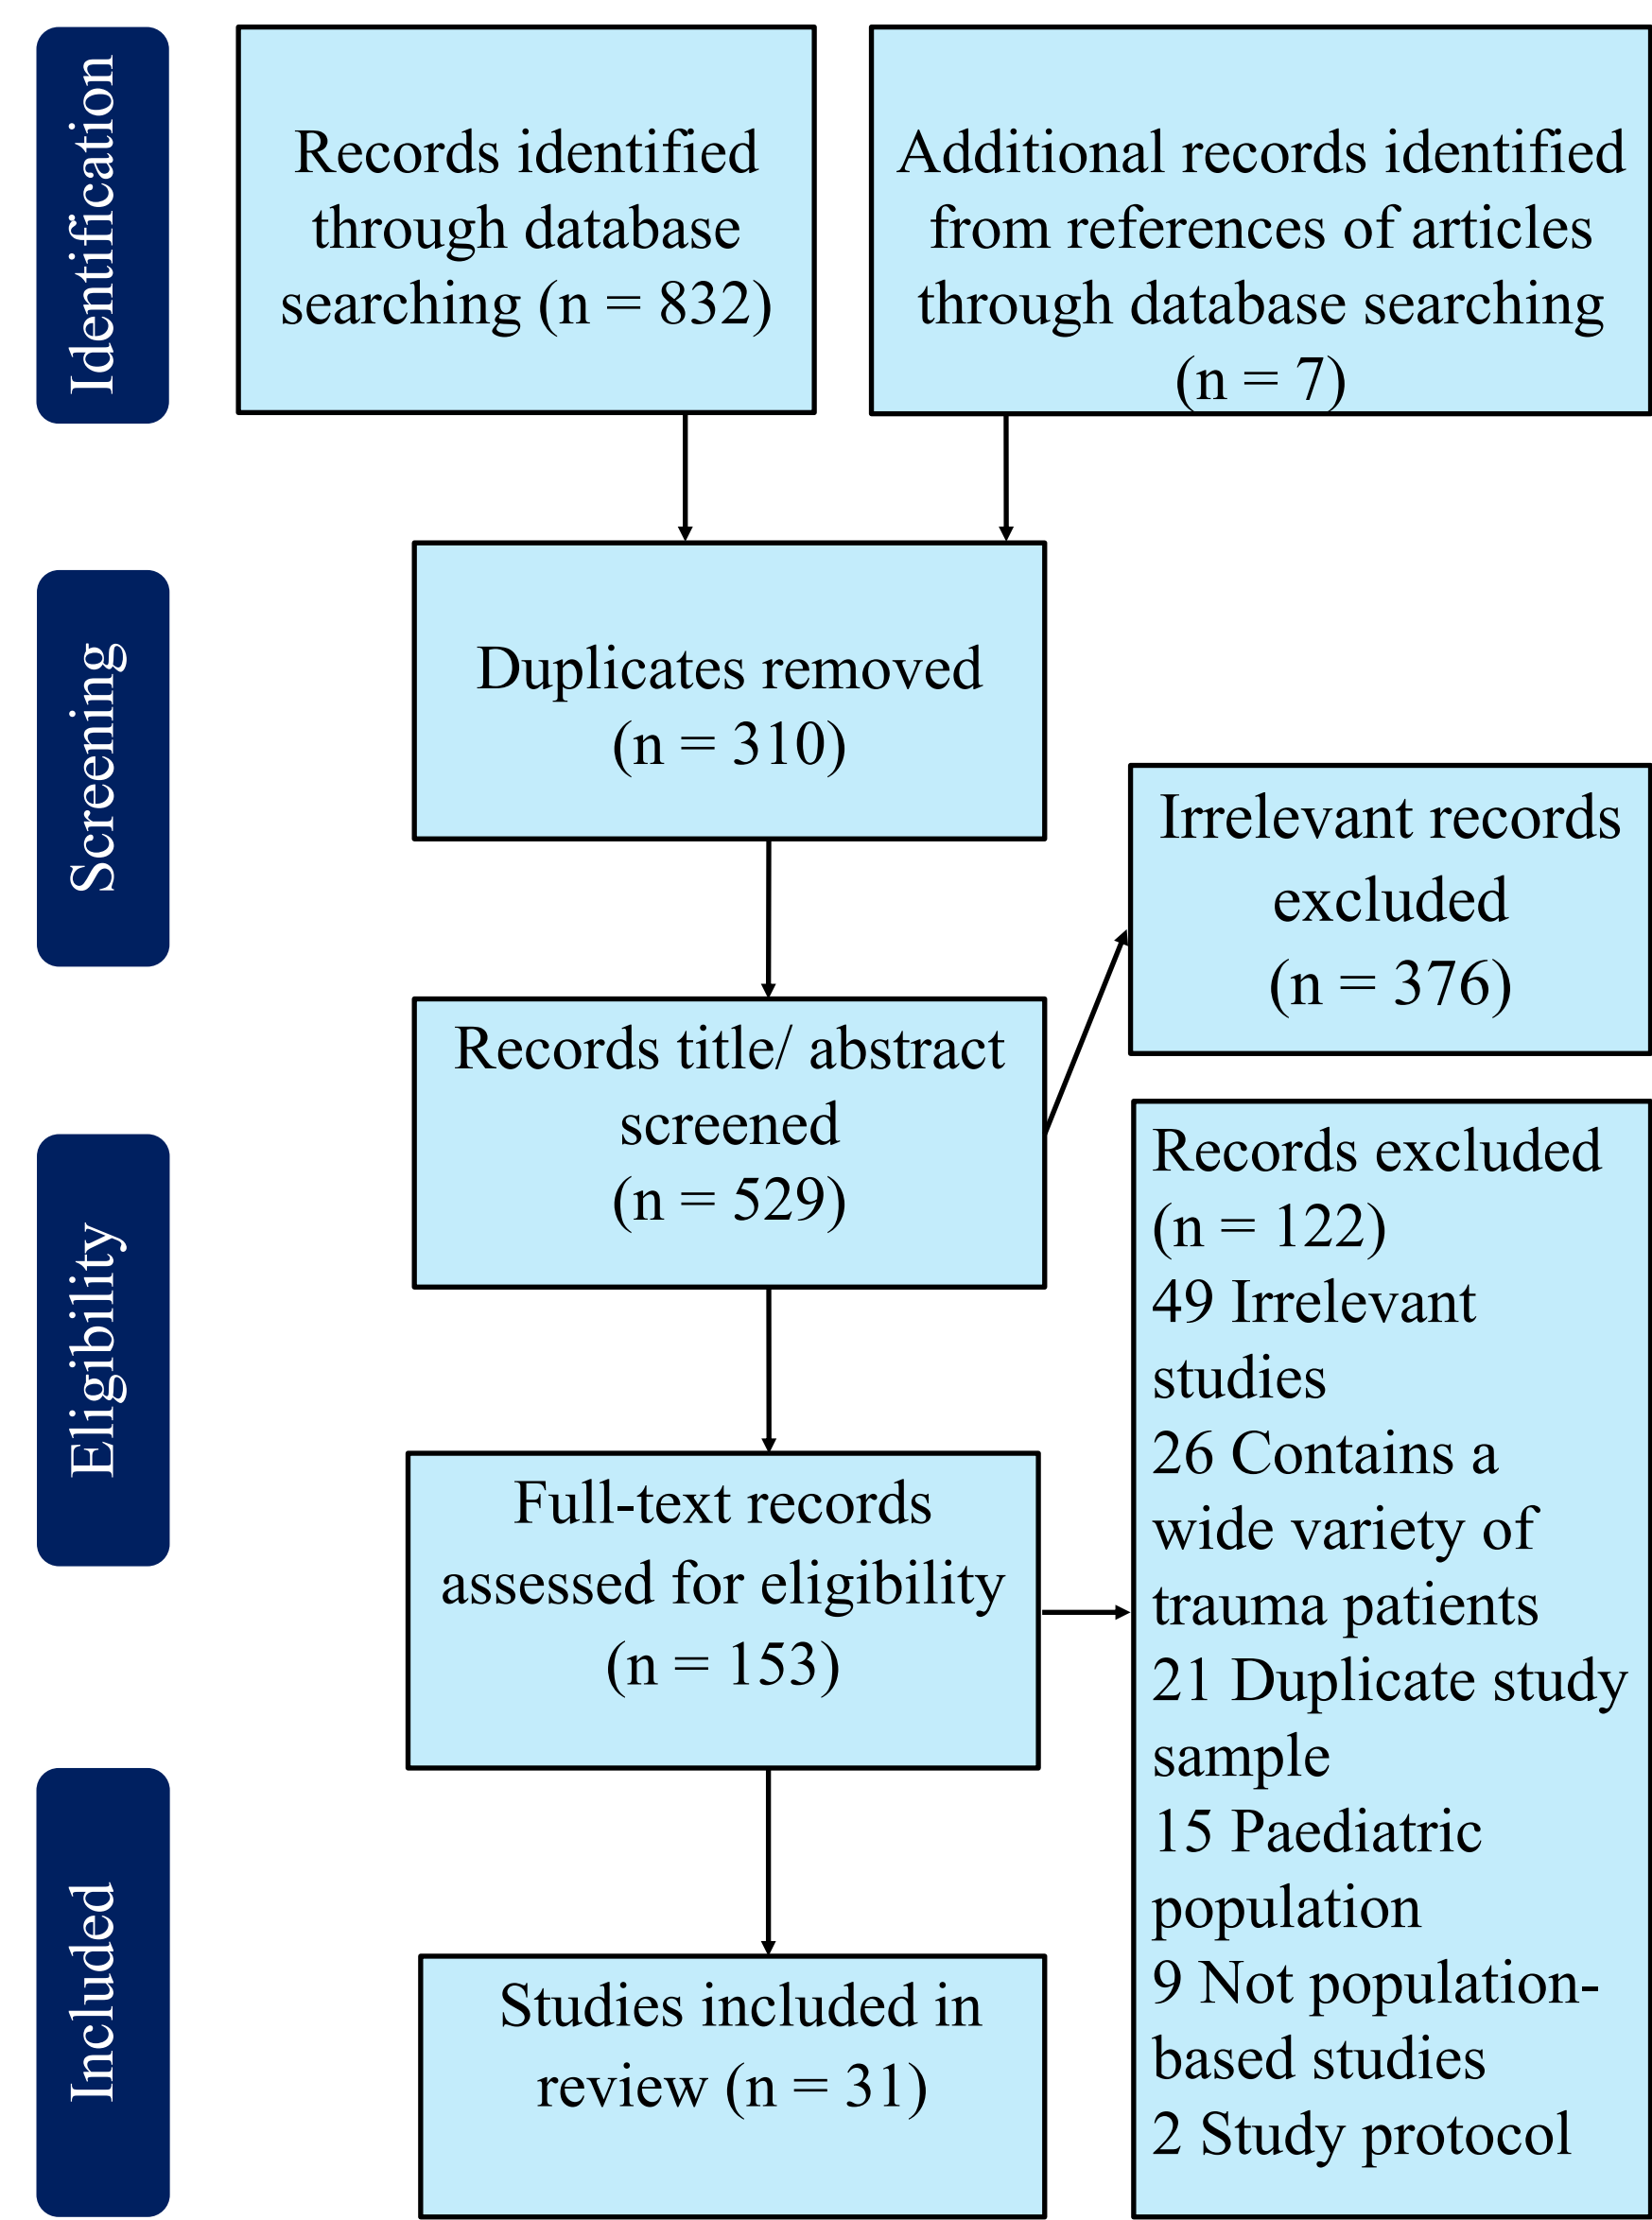 Identification
Records identified
through database
searching (n = 832)
Additional records identified
from references of articles
through database searching
(n = 7)
Screening
Duplicates removed
(n = 310)
Irrelevant records
excluded
(n = 376)
Records title/ abstract
screened
(n = 529)
Eligibility
Full-text records
assessed for eligibility
(n = 153)
Records excluded
(n = 122)
49 Irrelevant
studies
26 Contains a
wide variety of
trauma patients
21 Duplicate study
sample
15 Paediatric
population
9 Not population-
based studies
2 Study protocol
Included
Studies included in
review (n = 31)